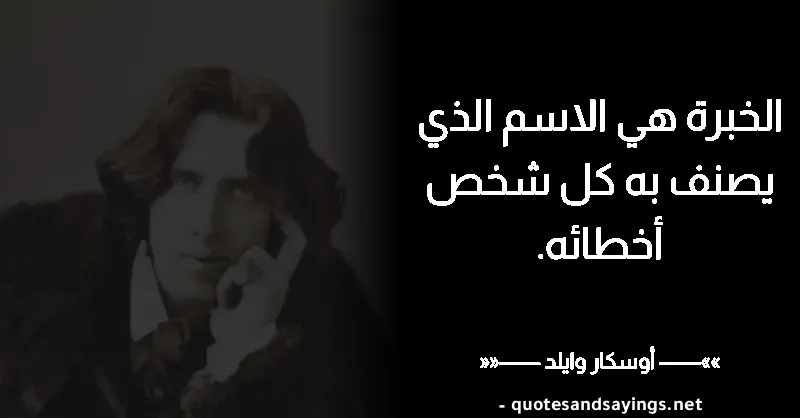 الخبرة هي الاسم الذي
يصنف به كل شخص
أخطائه.
»»—— أوسكار وايلد ——««
- quotesandsayings.net